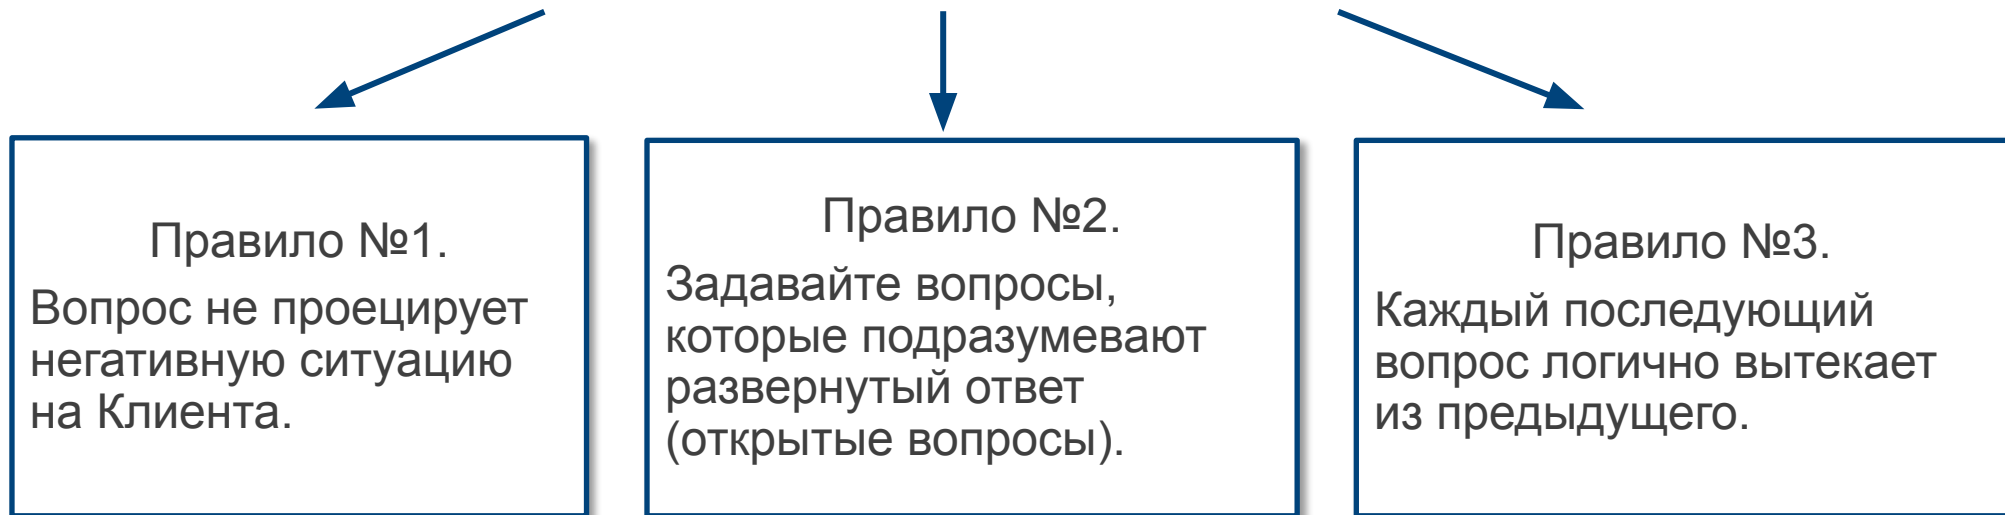 Правило №1.
Вопрос не проецирует
негативную ситуацию
на Клиента.
Правило №2.
Задавайте вопросы,
которые подразумевают
развернутый ответ
(открытые вопросы).
Правило №3.
Каждый последующий
вопрос логично вытекает
из предыдущего.